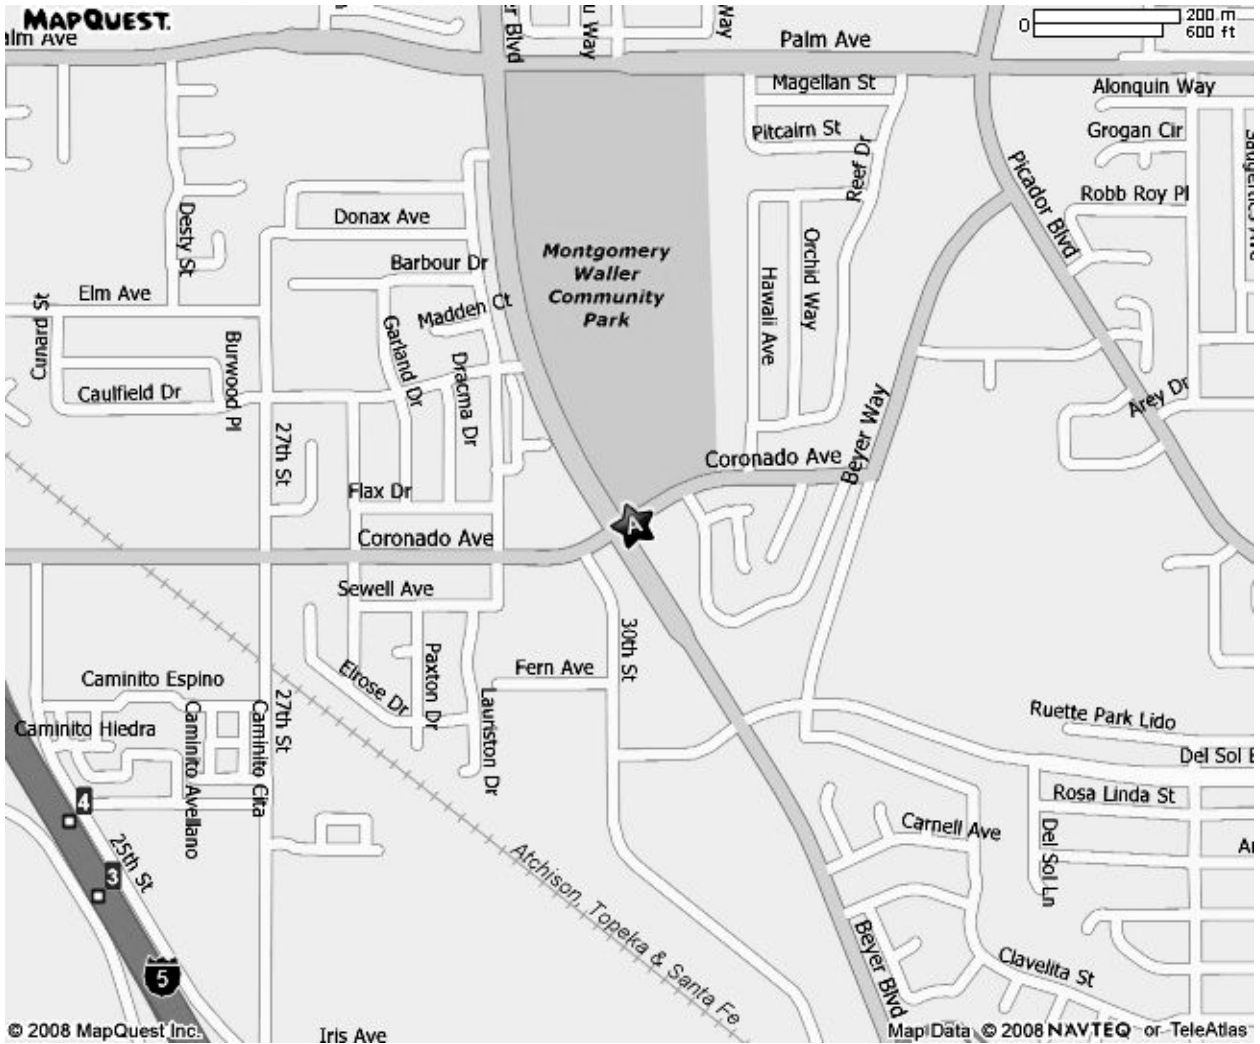 MAPQUEST.
alm Ave
er Blvd
u Way
Way
Palm Ave
0
200 m
600 ft
Magellan St
Pitcairn St
Reef Dr
Alonquin Way
Grogan Cir
Robb Roy Pl
Picador Blvd
Desty St
Donax Ave
Barbour Dr
Madden Ct
Montgomery
Waller
Community
Park
Orchid Way
Hawaii Ave
Elm Ave
Cunard St
Burwood Pl
Garland Dr
Dracma Dr
Caulfield Dr
27th St
Arey Dr
Beyer Way
Coronado Ave
Flax Dr
A
Coronado Ave
Sewell Ave
30th St
Fern Ave
Paxton Dr
Elrose Dr
Lauriston Dr
Caminito Espino
Caminito Hiedra
Caminito Avellano
Caminito Cita
27th St
Ruette Park Lido
Del Sol B
Rosa Linda St
Del Sol Ln
Carnell Ave
4
25th St
3
5
Atchison, Topeka & Santa Fe
Beyer Blvd
Clavelita St
Iris Ave
© 2008 MapQuest Inc.
Map Data © 2008 NAVTEQ or TeleAtlas